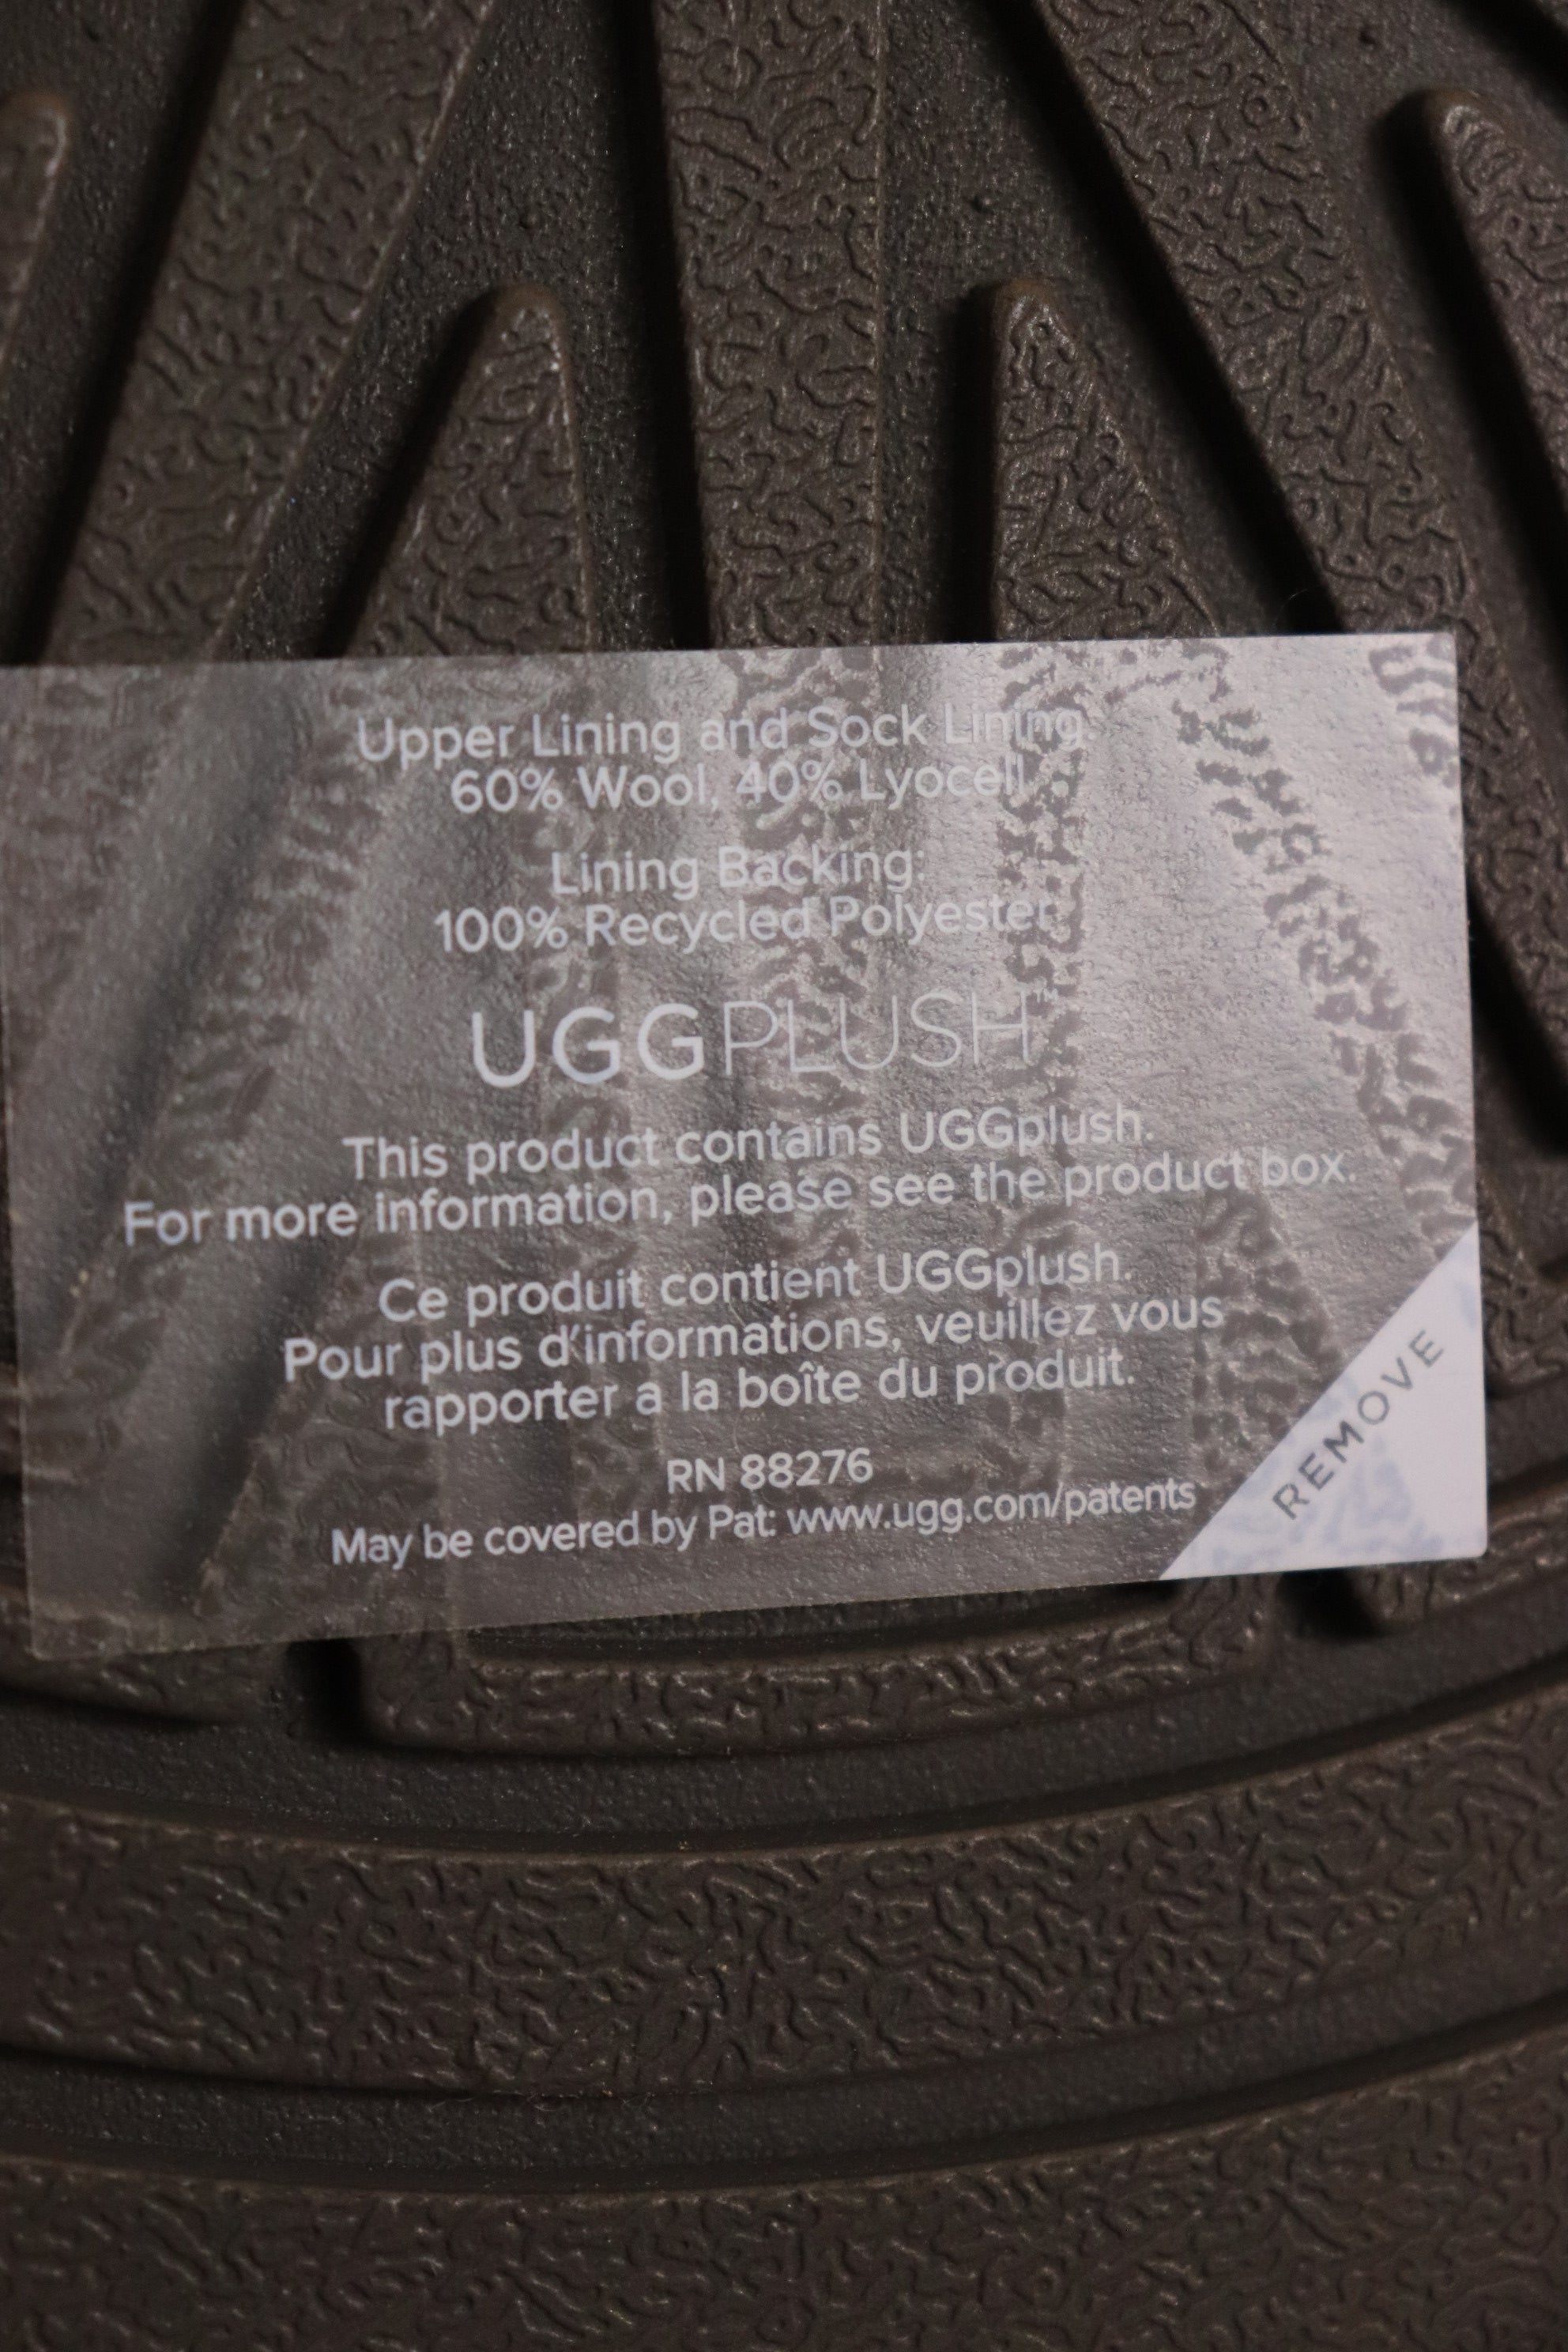 Upper Lining and Sock Lining
60% Wool, 40% Lyocell
Lining Backing:
100% Recycled Polyester
UGGPLUSH™
This product contains UGGplush.
For more information, please see the product box.
Ce produit contient UGGplush.
Pour plus d'informations, veuillez vous
rapporter a la boîte du produit.
RN 88276
May be covered by Pat: www.ugg.com/patents
REMOVE